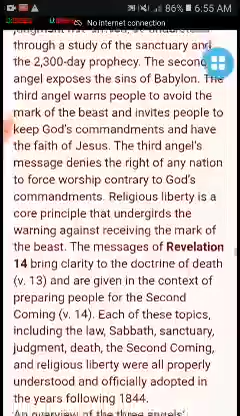 86% 6:55 AM
No internet connection
through a study of the sanctuary and
the 2,300-day prophecy. The second
angel exposes the sins of Babylon. The
third angel warns people to avoid the
mark of the beast and invites people to
keep God's commandments and have
the faith of Jesus. The third angel's
message denies the right of any nation
to force worship contrary to God's
commandments. Religious liberty is a
core principle that undergirds the
warning against receiving the mark of
the beast. The messages of Revelation
14 bring clarity to the doctrine of death
(v. 13) and are given in the context of
preparing people for the Second
Coming (v. 14). Each of these topics,
including the law, Sabbath, sanctuary,
judgment, death, the Second Coming,
and religious liberty were all properly
understood and officially adopted in
the years following 1844.
An overview of the three angels'